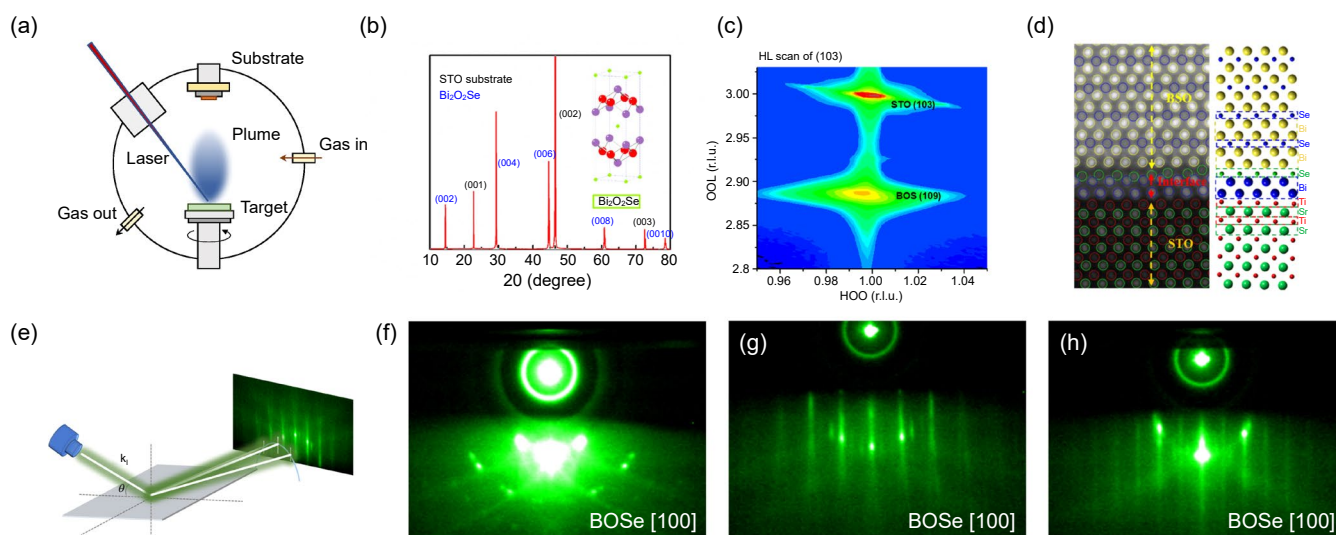 (a)
Substrate
Plume
Laser
Gas in
Gas out
Target
(b)
STO substrate
Bi₂O₂Se
(002)
(004)
(006)
(002)
(001)
(008)
(003)
(0010)
Bi₂O₂Se
10 20 30 40 50 60 70 80
20 (degree)
(c)
HL scan of (103)
3.00
2.95
2.90
2.85
2.8
OOL (r.l.u.)
STO (103)
BOS (109)
0.96 0.98 1.00 1.02 1.04
HOO (r.l.u.)
(d)
BSO
Interface
STO
Se
Bi
Se
Bi
Se
Bi
Ti
Sr
Ti
Sr
(e)
kᵢ
θ
(f)
BOSe [100]
(g)
BOSe [100]
(h)
BOSe [100]